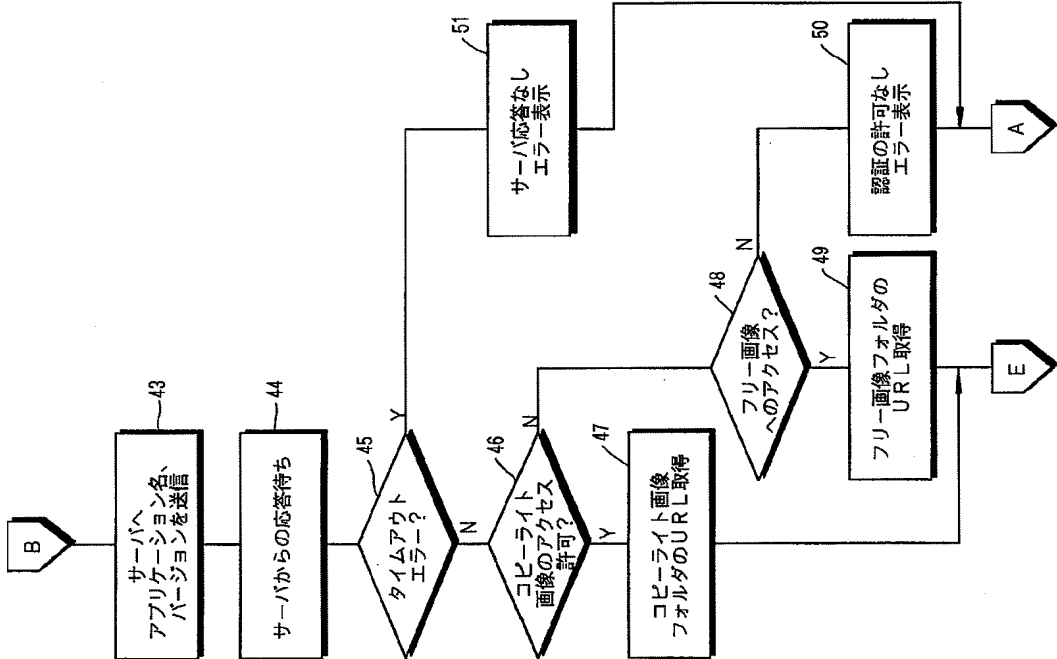 B
43
サーバへ
アプリケーション名、
バージョンを送信
44
サーバからの応答待ち
45
タイムアウト
エラー?
Y
N
51
サーバ応答なし
エラー表示
46
コピーライト
画像のアクセス
許可?
N
Y
47
コピーライト画像
フォルダのURL取得
48
フリー画像
へのアクセス?
N
Y
49
フリー画像フォルダの
URL取得
50
認証の許可なし
エラー表示
E
A